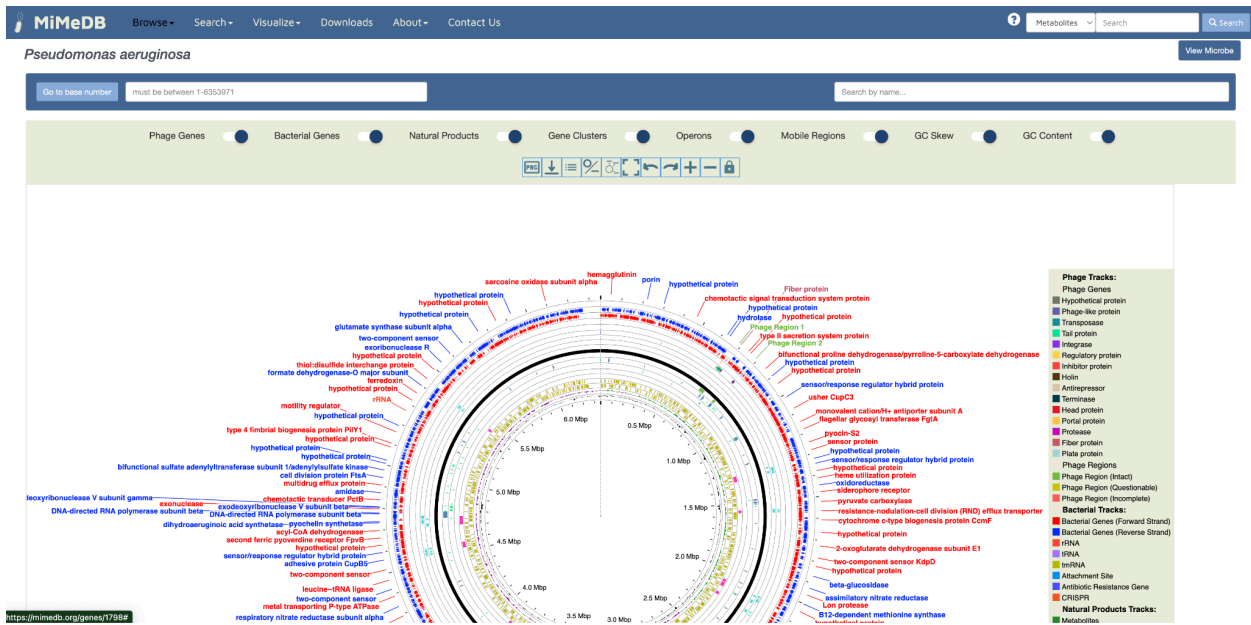 MiMeDB Browse Search Visualize Downloads About Contact Us ? Metabolites Search Search
Pseudomonas aeruginosa View Microbe
Go to base number must be between 1-6353971 Search by name...
Phage Genes Bacterial Genes Natural Products Gene Clusters Operons Mobile Regions GC Skew GC Content
PNG
hemagglutinin
sarcosine oxidase subunit alpha
porin
hypothetical protein
hypothetical protein
hypothetical protein
hypothetical protein
glutamate synthase subunit alpha
two-component sensor
exoribonuclease R
hypothetical protein
thiol:disulfide interchange protein
formate dehydrogenase-O major subunit
ferredoxin
hypothetical protein
rRNA
motility regulator
hypothetical protein
type 4 fimbrial biogenesis protein PilY1
hypothetical protein
hypothetical protein
hypothetical protein
bifunctional sulfate adenylyltransferase subunit 1/adenylylsulfate kinase
cell division protein FtsA
multidrug efflux protein
amidase
leoxyribonuclease V subunit gamma
chemotactic transducer PctB
exonuclease
exodeoxyribonuclease V subunit beta
DNA-directed RNA polymerase subunit beta'
DNA-directed RNA polymerase subunit beta
dihydroaeruginoic acid synthetase
pyochelin synthetase
scyl-CoA dehydrogenase
second ferric pyoverdine receptor FpvB
hypothetical protein
sensor/response regulator hybrid protein
adhesive protein CupB5
two-component sensor
leucine--tRNA ligase
two-component sensor
metal transporting P-type ATPase
respiratory nitrate reductase subunit alpha
Fiber protein
chemotactic signal transduction system protein
hypothetical protein
hydrolase
hypothetical protein
Phage Region 1
type II secretion system protein
Phage Region 2
bifunctional proline dehydrogenase/pyrroline-5-carboxylate dehydrogenase
hypothetical protein
hypothetical protein
sensor/response regulator hybrid protein
usher CupC3
monovalent cation/H+ antiporter subunit A
flagellar glycosyl transferase FgtA
pyocin-S2
sensor protein
hypothetical protein
sensor/response regulator hybrid protein
hypothetical protein
heme utilization protein
oxidoreductase
siderophore receptor
pyruvate carboxylase
resistance-nodulation-cell division (RND) efflux transporter
cytochrome c-type biogenesis protein CcmF
hypothetical protein
2-oxoglutarate dehydrogenase subunit E1
two-component sensor KdpD
hypothetical protein
beta-glucosidase
assimilatory nitrate reductase
Lon protease
B12-dependent methionine synthase
hypothetical protein
6.0 Mbp
0.5 Mbp
5.5 Mbp
1.0 Mbp
5.0 Mbp
1.5 Mbp
4.5 Mbp
2.0 Mbp
4.0 Mbp
2.5 Mbp
3.5 Mbp
3.0 Mbp
Phage Tracks:
Phage Genes
Hypothetical protein
Phage-like protein
Transposase
Tail protein
Integrase
Regulatory protein
Inhibitor protein
Holin
Antirepressor
Terminase
Head protein
Portal protein
Protease
Fiber protein
Plate protein
Phage Regions
Phage Region (Intact)
Phage Region (Questionable)
Phage Region (Incomplete)
Bacterial Tracks:
Bacterial Genes (Forward Strand)
Bacterial Genes (Reverse Strand)
rRNA
tRNA
tmRNA
Attachment Site
Antibiotic Resistance Gene
CRISPR
Natural Products Tracks:
Metabolites
https://mimedb.org/genes/1798#